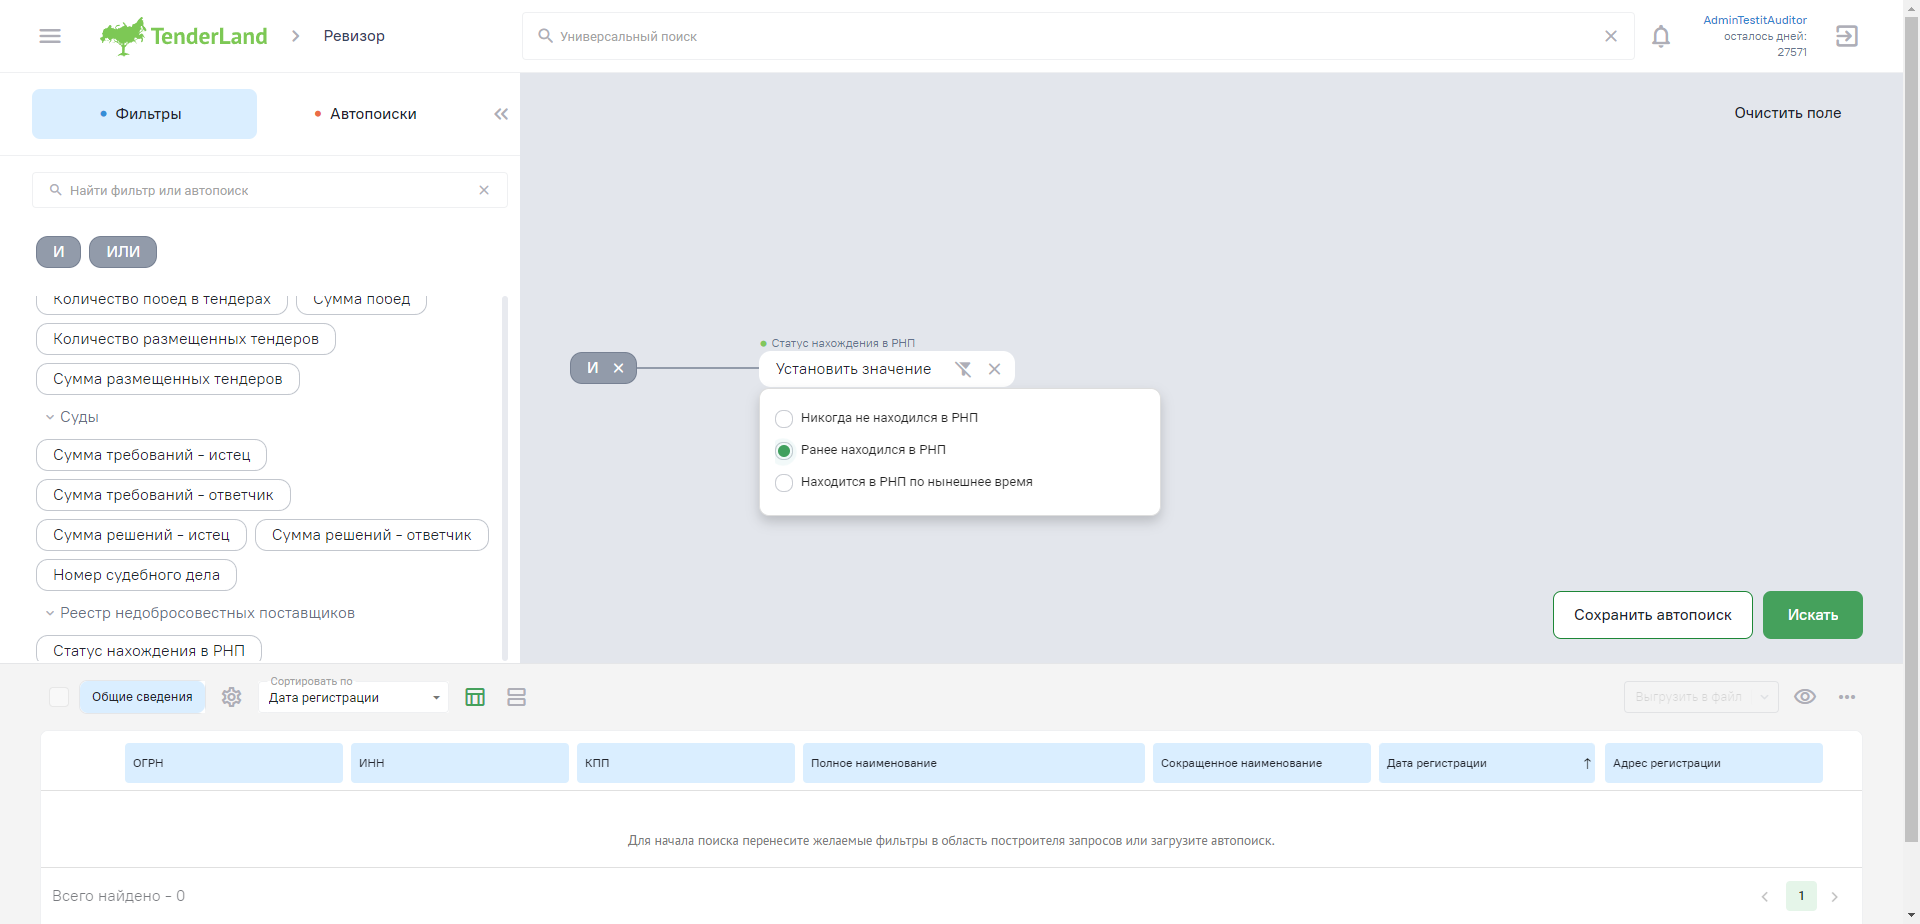 TenderLand
Ревизор
Универсальный поиск
AdminTestitAuditor
осталось дней:
27571
Фильтры
Автопоиски
Очистить поле
Найти фильтр или автопоиск
И
ИЛИ
Количество побед в тендерах
Сумма побед
Количество размещенных тендеров
Сумма размещенных тендеров
Суды
Сумма требований - истец
Сумма требований - ответчик
Сумма решений - истец
Сумма решений - ответчик
Номер судебного дела
Реестр недобросовестных поставщиков
Статус нахождения в РНП
Статус нахождения в РНП
И
Установить значение
Никогда не находился в РНП
Ранее находился в РНП
Находится в РНП по нынешнее время
Сохранить автопоиск
Искать
Общие сведения
Сортировать по
Дата регистрации
Выгрузить в файл
ОГРН
ИНН
КПП
Полное наименование
Сокращенное наименование
Дата регистрации
Адрес регистрации
Для начала поиска перенесите желаемые фильтры в область построителя запросов или загрузите автопоиск.
Всего найдено - 0
1